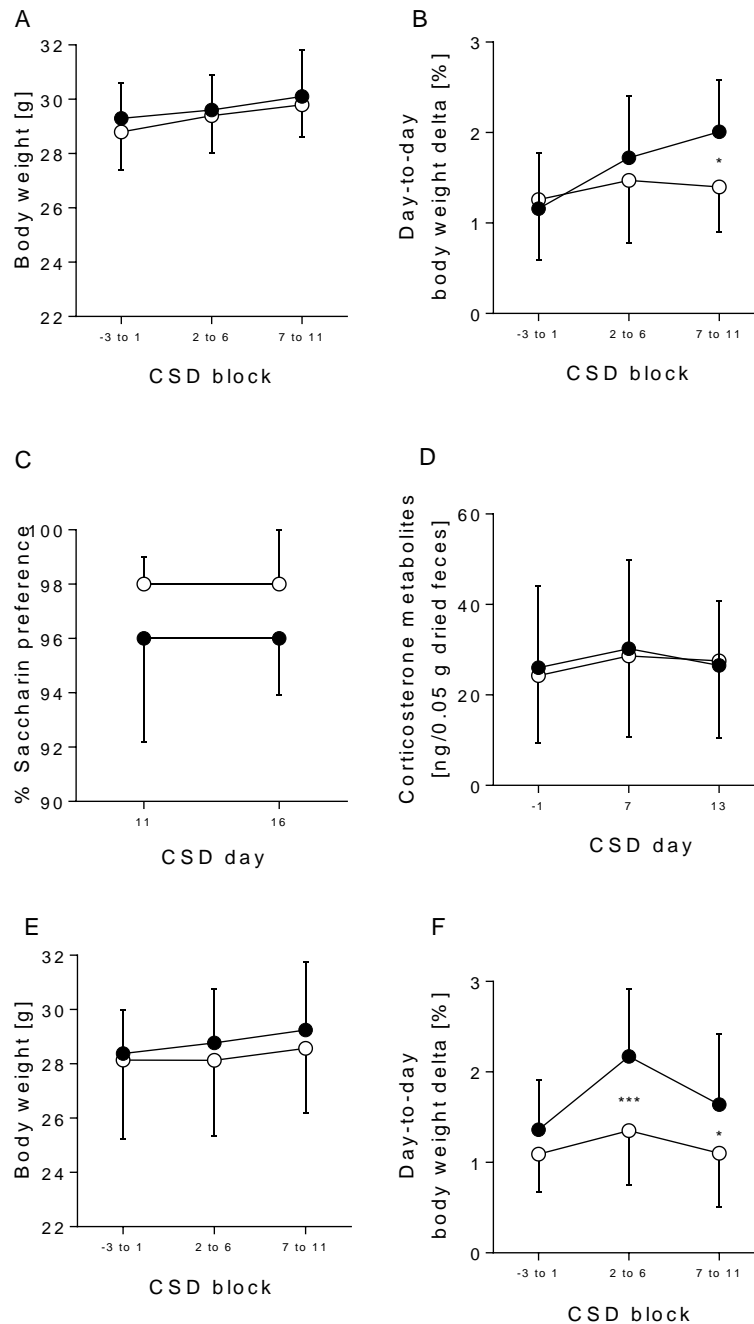 A
Body weight [g]
32
30
28
26
24
22
-3 to 1
2 to 6
7 to 11
CSD block
B
Day-to-day
body weight delta [%]
3
2
1
0
*
-3 to 1
2 to 6
7 to 11
CSD block
C
% Saccharin preference
100
98
96
94
92
90
11
16
CSD day
D
Corticosterone metabolites
[ng/0.05 g dried feces]
60
40
20
0
-1
7
13
CSD day
E
Body weight [g]
32
30
28
26
24
22
-3 to 1
2 to 6
7 to 11
CSD block
F
Day-to-day
body weight delta [%]
3
2
1
0
***
*
-3 to 1
2 to 6
7 to 11
CSD block